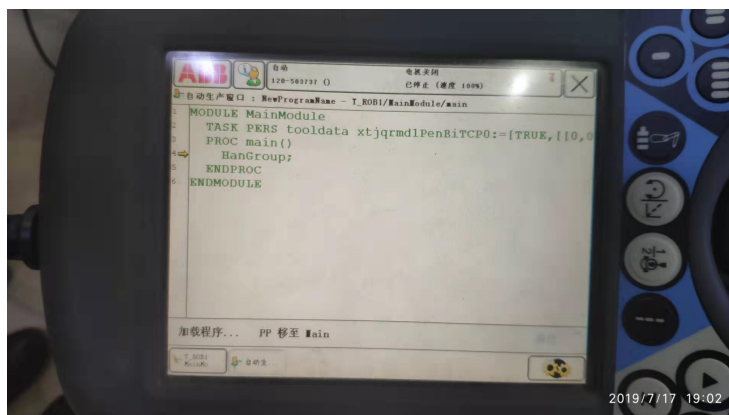 ABB
自动
120-503737 ()
电机关闭
已停止 (速度 100%)
自动生产窗口 : NewProgramName - T_ROB1/MainModule/main
1 MODULE MainModule
2 TASK PERS tooldata xtjqrmdlPenBiTCP0:=[TRUE,[[0,0
3 PROC main()
4 HanGroup;
5 ENDPROC
6 ENDMODULE
加载程序... PP 移至 Main
T_ROB1
MainMo
自动生
2019/7/17 19:02